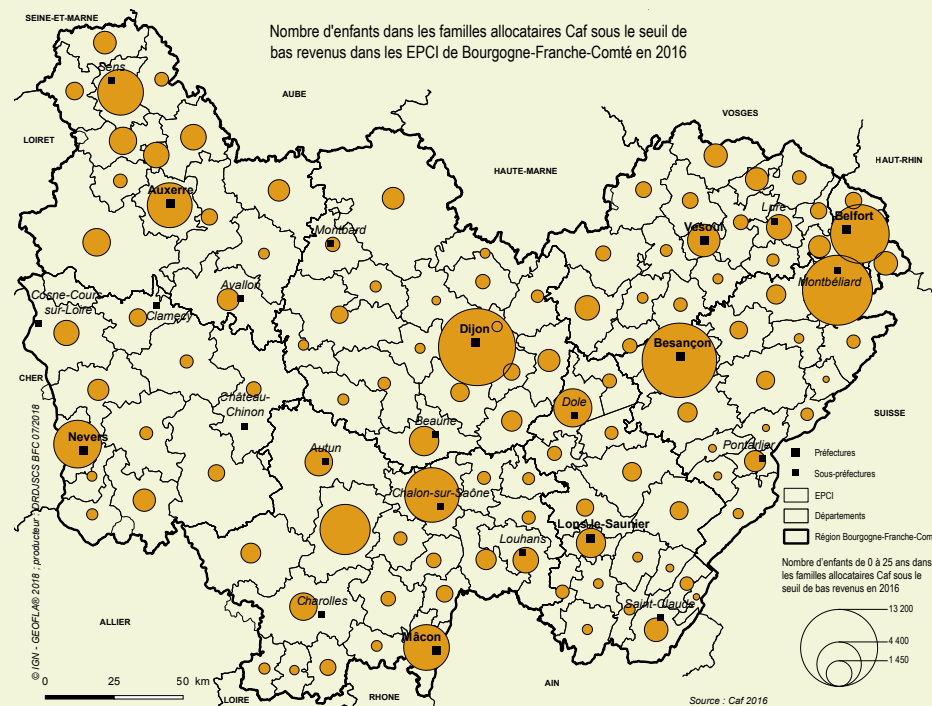 SEINE-ET-MARNE
Nombre d'enfants dans les familles allocataires Caf sous le seuil de
bas revenus dans les EPCI de Bourgogne-Franche-Comté en 2016
Sens
AUBE
VOSGES
LOIRET
HAUTE-MARNE
HAUT-RHIN
Auxerre
Lure
Belfort
Vesoul
Montbard
Avallon
Montbéliard
Cosne-Cours
sur-Loire
Clamecy
Dijon
Besançon
CHER
Château-
Chinon
Dole
SUISSE
Beaune
Nevers
Autun
Pontarlier
Préfectures
Sous-préfectures
Chalon-sur-Saône
EPCI
Départements
Lons-le-Saunier
Région Bourgogne-Franche-Com
Louhans
Nombre d'enfants de 0 à 25 ans dans
les familles allocataires Caf sous le
seuil de bas revenus en 2016
Charolles
Saint-Claude
13 200
4 400
1 450
ALLIER
Mâcon
© IGN - GEOFLA® 2018 ; producteur : DRDJSCS BFC 07/2018
AIN
0 25 50 km
LOIRE
RHONE
Source : Caf 2016